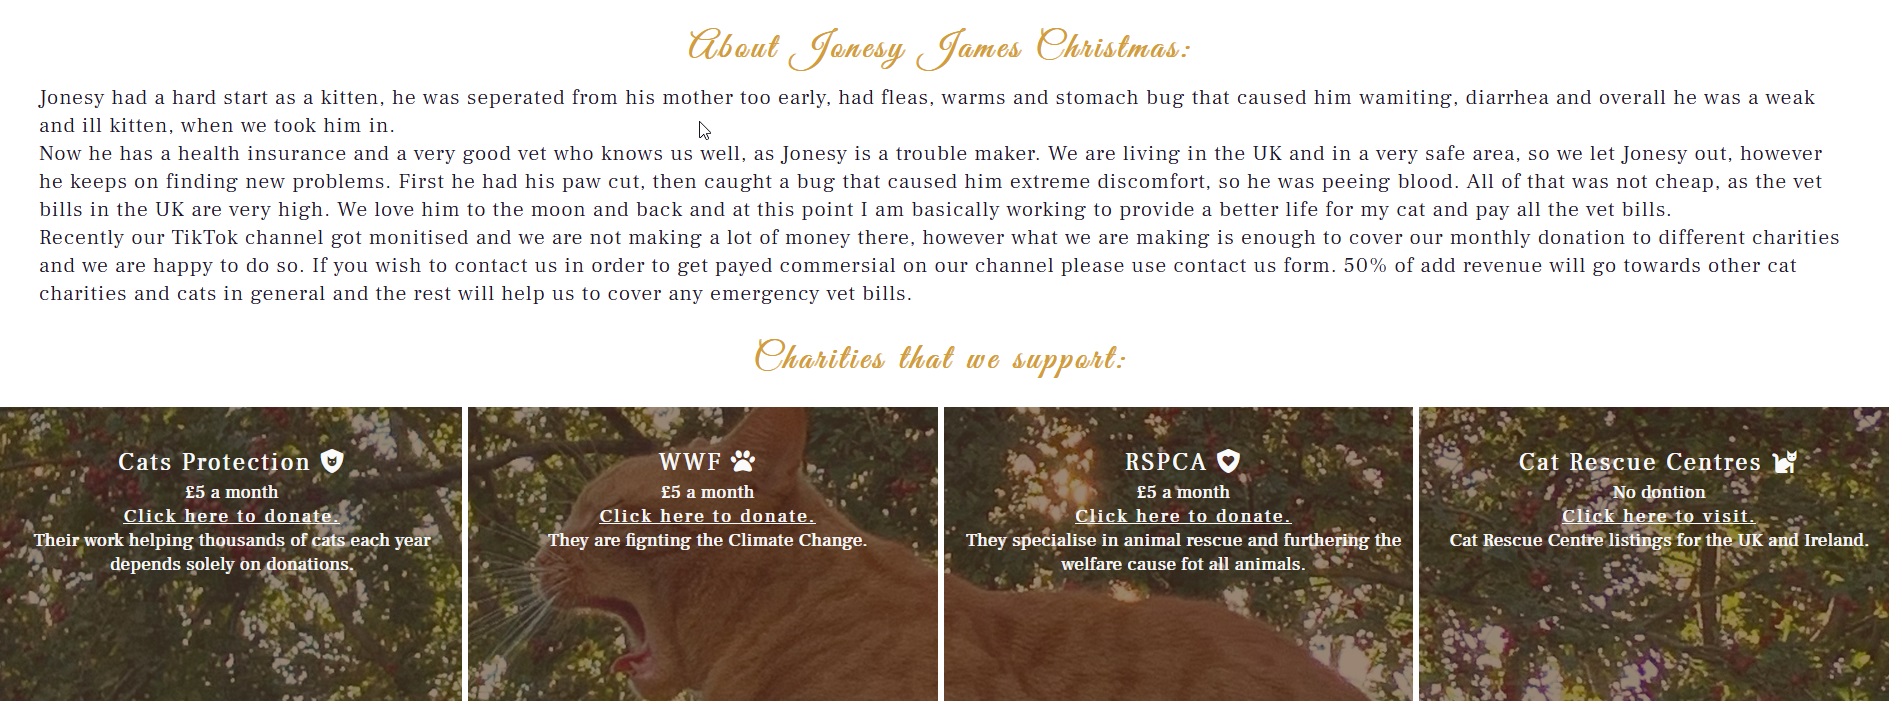 About Jonesy James Christmas:
Jonesy had a hard start as a kitten, he was seperated from his mother too early, had fleas, warms and stomach bug that caused him wamiting, diarrhea and overall he was a weak
and ill kitten, when we took him in.
Now he has a health insurance and a very good vet who knows us well, as Jonesy is a trouble maker. We are living in the UK and in a very safe area, so we let Jonesy out, however
he keeps on finding new problems. First he had his paw cut, then caught a bug that caused him extreme discomfort, so he was peeing blood. All of that was not cheap, as the vet
bills in the UK are very high. We love him to the moon and back and at this point I am basically working to provide a better life for my cat and pay all the vet bills.
Recently our TikTok channel got monitised and we are not making a lot of money there, however what we are making is enough to cover our monthly donation to different charities
and we are happy to do so. If you wish to contact us in order to get payed commersial on our channel please use contact us form. 50% of add revenue will go towards other cat
charities and cats in general and the rest will help us to cover any emergency vet bills.
Charities that we support:
Cats Protection
£5 a month
Click here to donate.
Their work helping thousands of cats each year
depends solely on donations.
WWF
£5 a month
Click here to donate.
They are fignting the Climate Change.
RSPCA
£5 a month
Click here to donate.
They specialise in animal rescue and furthering the
welfare cause fot all animals.
Cat Rescue Centres
No dontion
Click here to visit.
Cat Rescue Centre listings for the UK and Ireland.